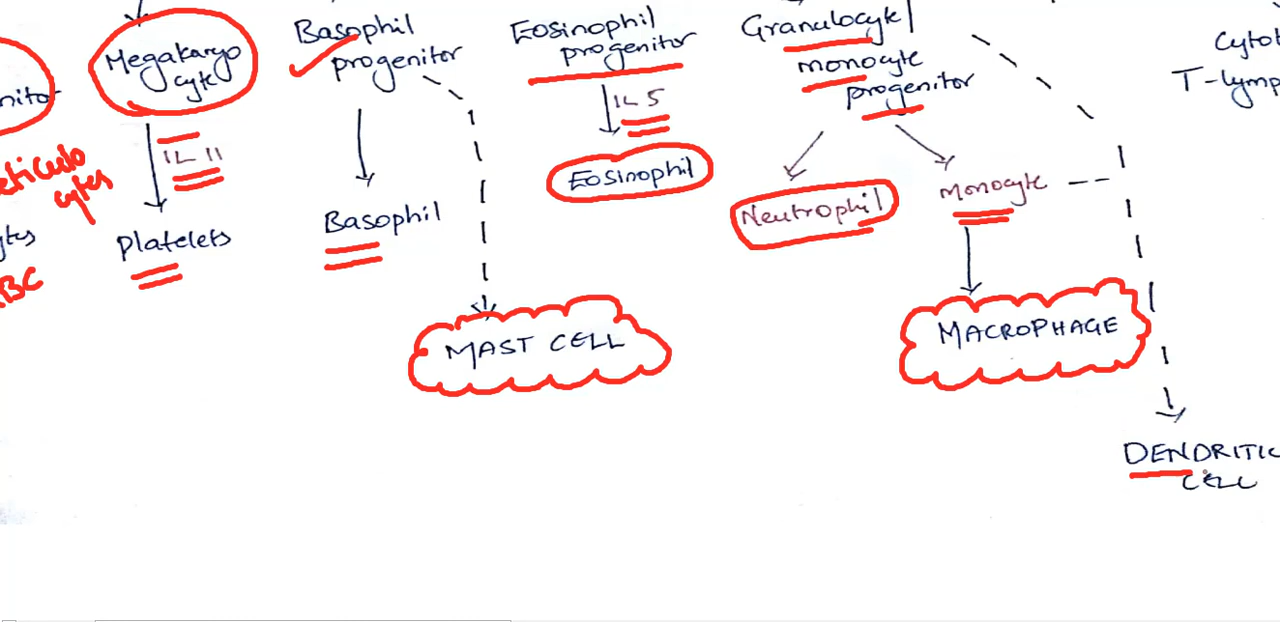 Megakaryo
cyte
IL 11
Platelets
Basophil
progenitor
Basophil
MAST CELL
Eosinophil
progenitor
IL 5
Eosinophil
Granulocyte/
monocyte
progenitor
Neutrophil
Monocyte
MACROPHAGE
DENDRITIC
CELL